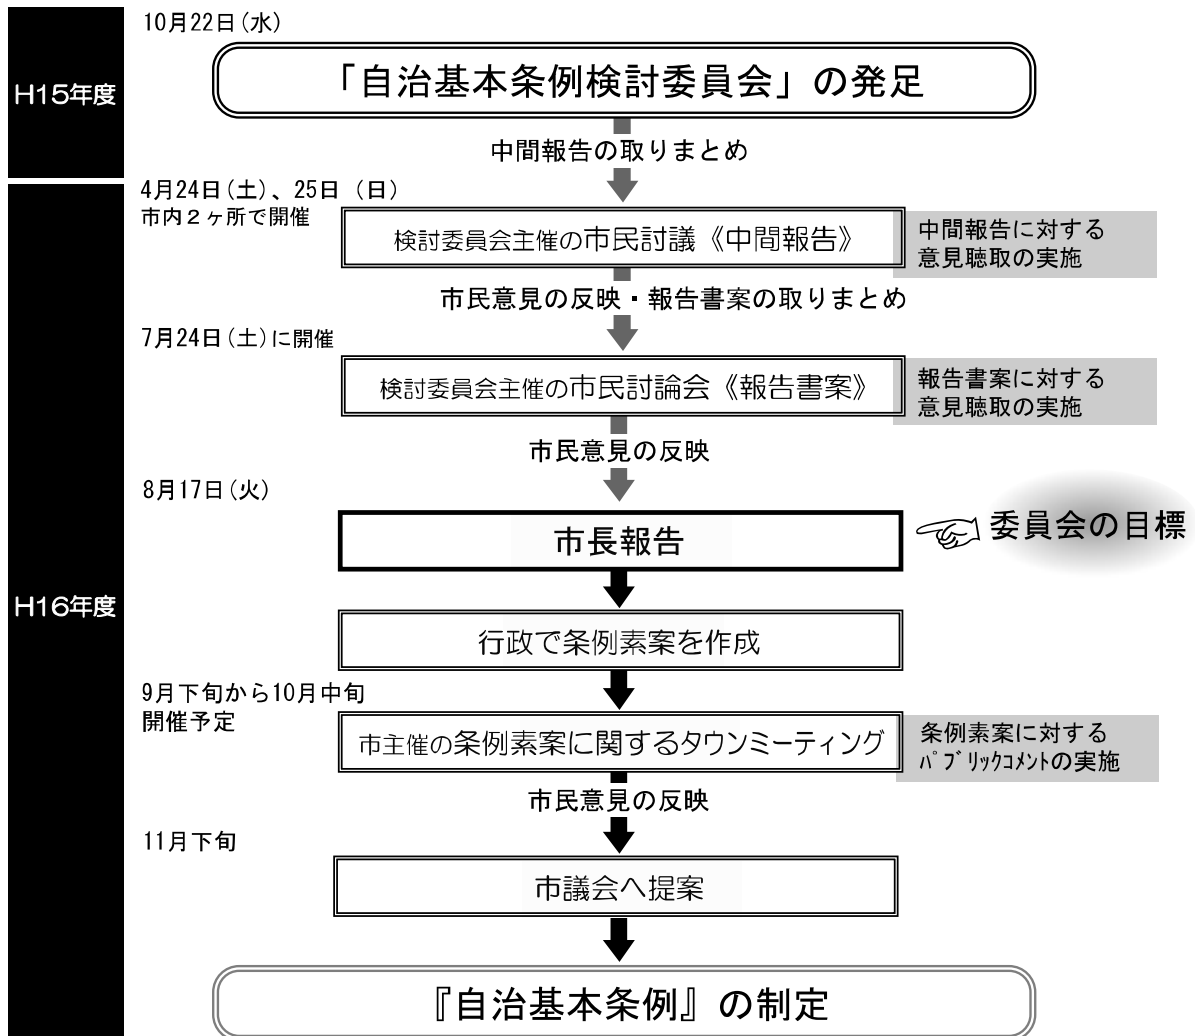 H15年度
10月22日(水)
「自治基本条例検討委員会」の発足
中間報告の取りまとめ
H16年度
4月24日(土)、25日(日)
市内2ヶ所で開催
検討委員会主催の市民討議《中間報告》
中間報告に対する
意見聴取の実施
市民意見の反映・報告書案の取りまとめ
7月24日(土)に開催
検討委員会主催の市民討論会《報告書案》
報告書案に対する
意見聴取の実施
市民意見の反映
8月17日(火)
市長報告
委員会の目標
行政で条例素案を作成
9月下旬から10月中旬
開催予定
市主催の条例素案に関するタウンミーティング
条例素案に対する
パブリックコメントの実施
市民意見の反映
11月下旬
市議会へ提案
『自治基本条例』の制定